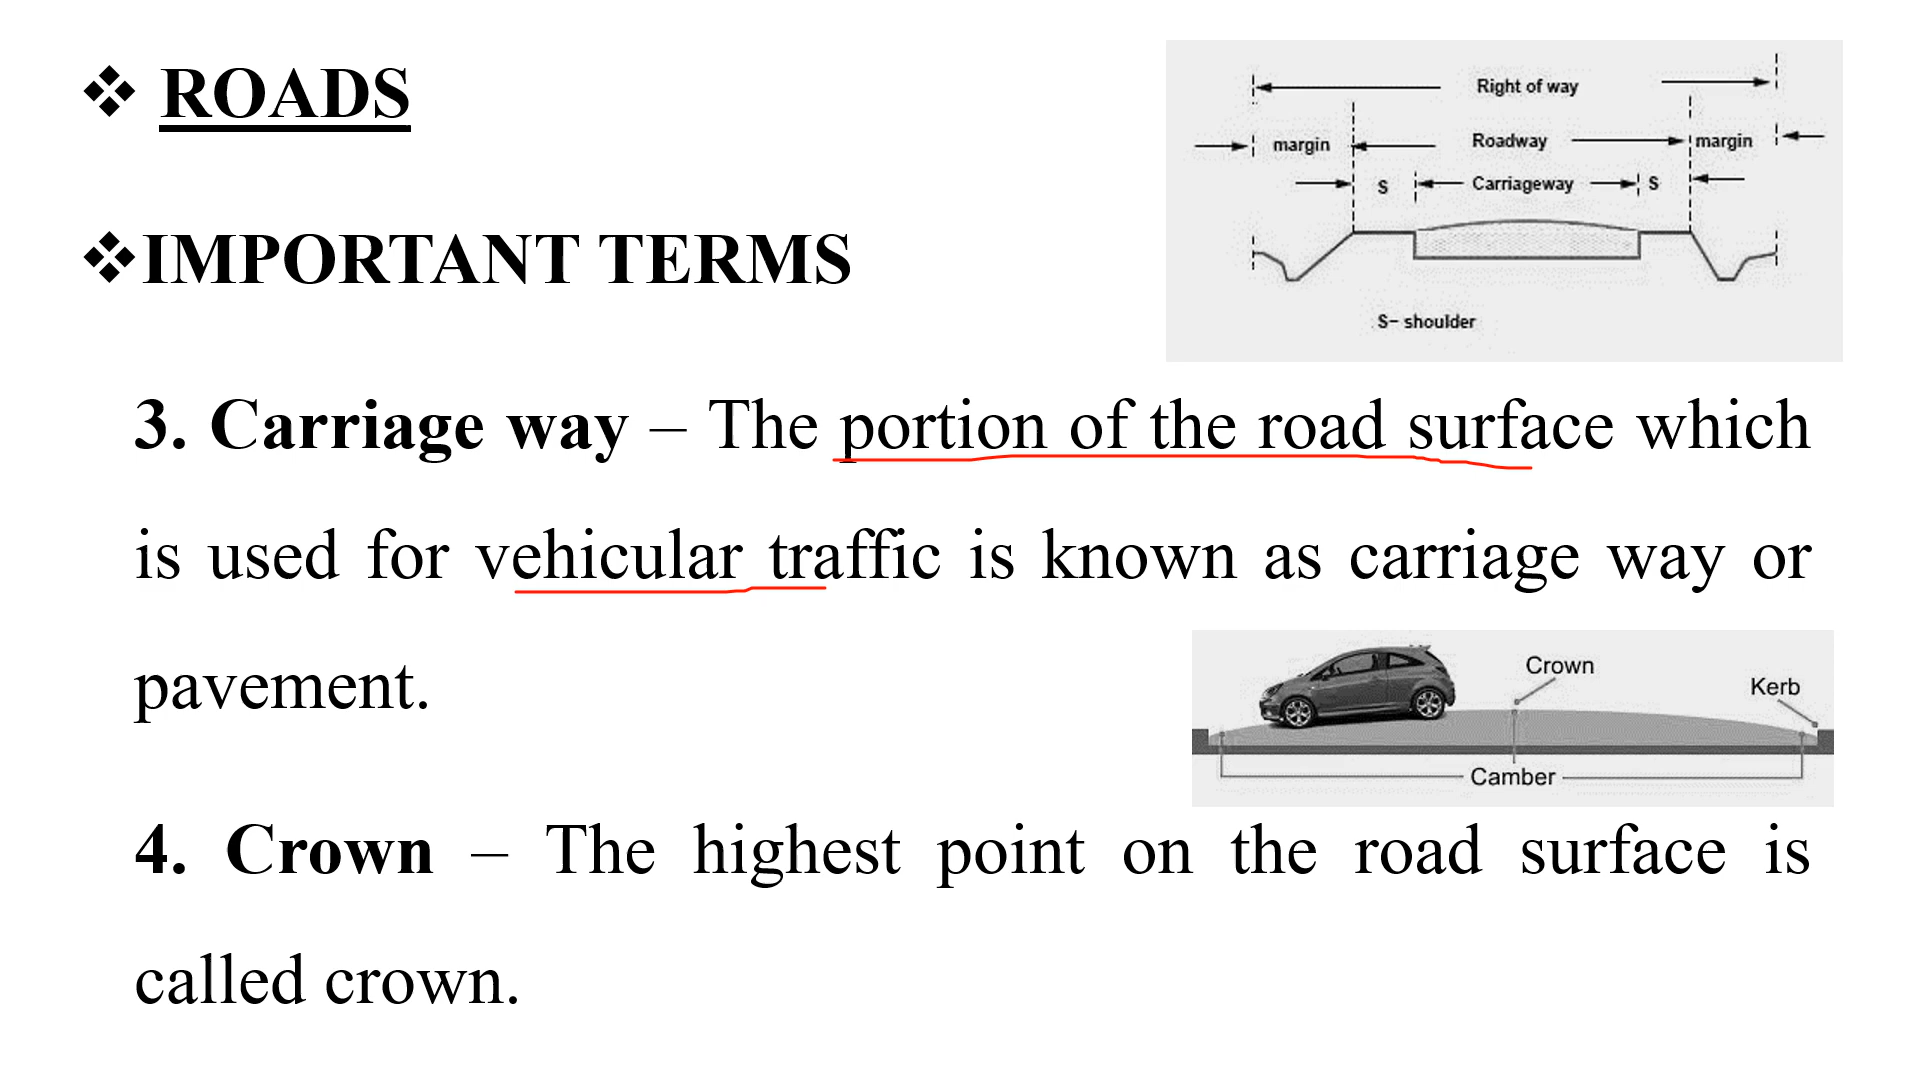 ❖ ROADS
❖IMPORTANT TERMS
Right of way
margin Roadway margin
S Carriageway S
S- shoulder
3. Carriage way – The portion of the road surface which
is used for vehicular traffic is known as carriage way or
pavement.
Crown
Kerb
Camber
4. Crown – The highest point on the road surface is
called crown.